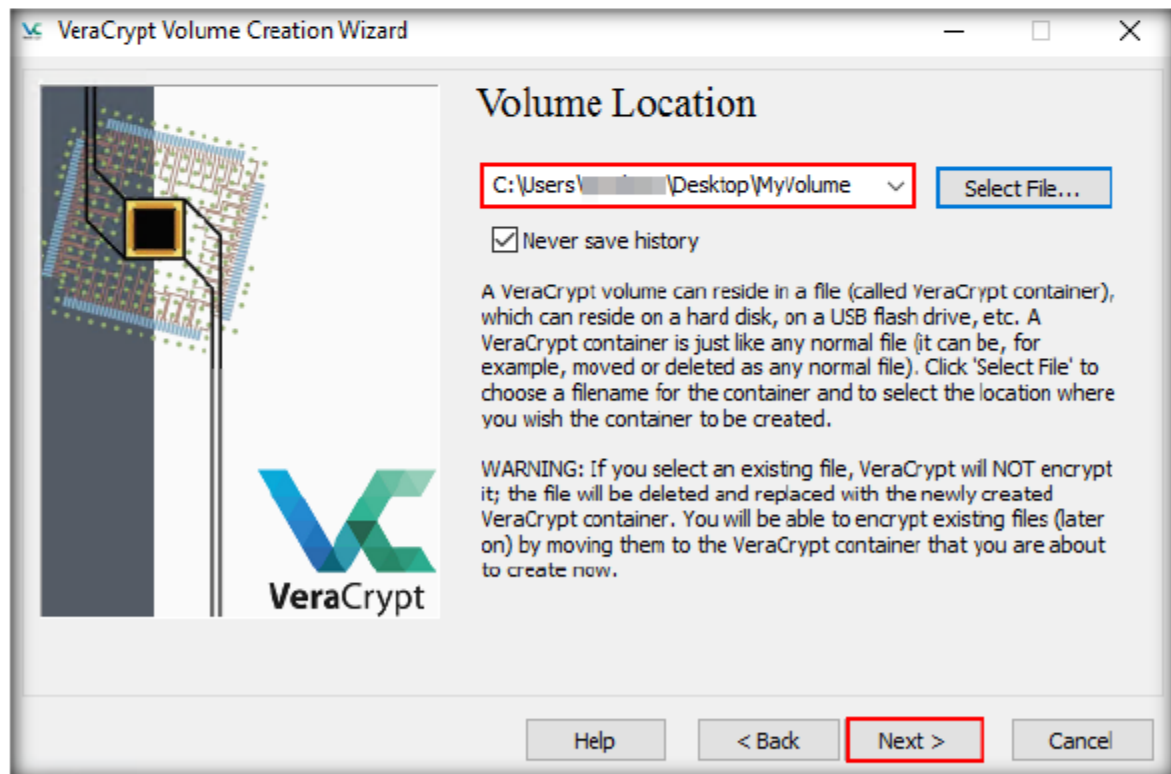 VeraCrypt Volume Creation Wizard
Volume Location
C:\Users\ \Desktop\MyVolume
Select File...
Never save history
A VeraCrypt volume can reside in a file (called VeraCrypt container),
which can reside on a hard disk, on a USB flash drive, etc. A
VeraCrypt container is just like any normal file (it can be, for
example, moved or deleted as any normal file). Click 'Select File' to
choose a filename for the container and to select the location where
you wish the container to be created.
WARNING: If you select an existing file, VeraCrypt will NOT encrypt
it; the file will be deleted and replaced with the newly created
VeraCrypt container. You will be able to encrypt existing files (later
on) by moving them to the VeraCrypt container that you are about
to create now.
VeraCrypt
Help
< Back
Next >
Cancel